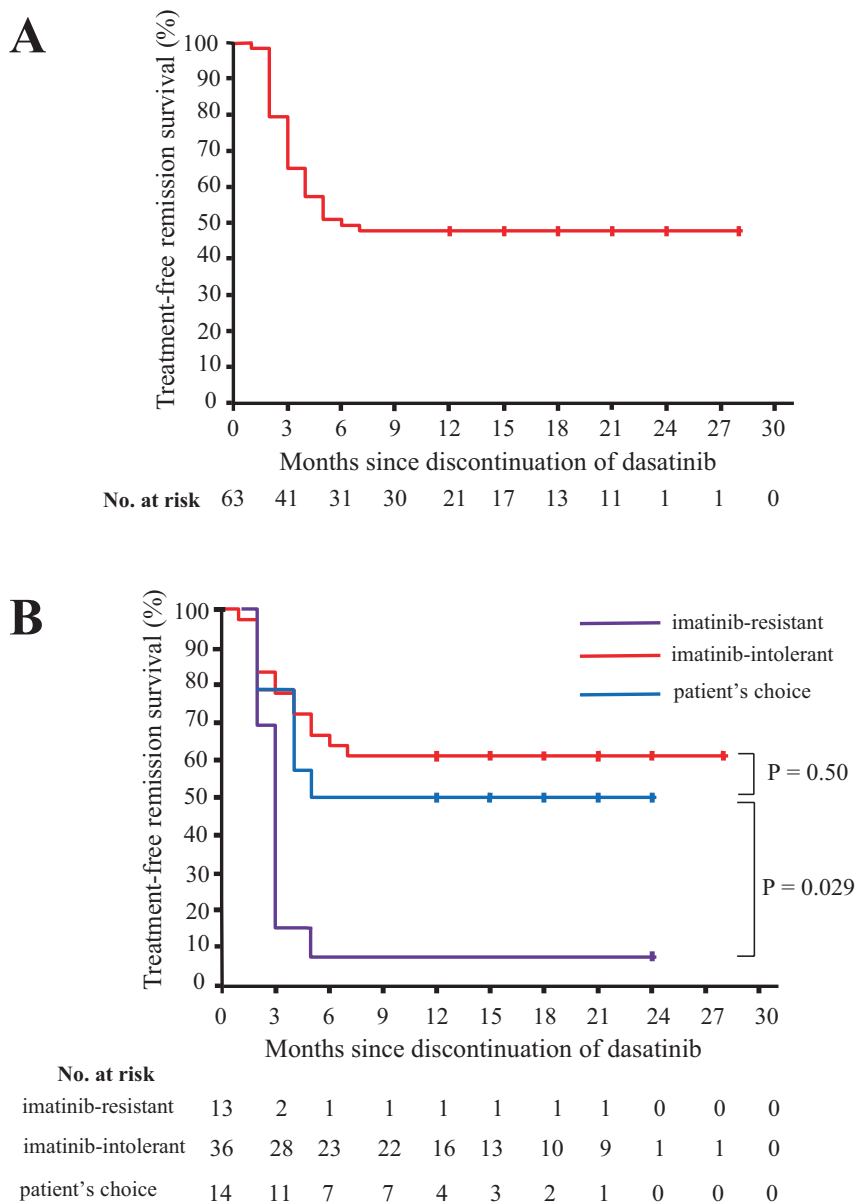 A
Treatment-free remission survival (%)
100
90
80
70
60
50
40
30
20
10
0
0 3 6 9 12 15 18 21 24 27 30
Months since discontinuation of dasatinib
No. at risk 63 41 31 30 21 17 13 11 1 1 0
B
Treatment-free remission survival (%)
100
90
80
70
60
50
40
30
20
10
0
imatinib-resistant
imatinib-intolerant
patient's choice
P = 0.50
P = 0.029
0 3 6 9 12 15 18 21 24 28 30
Months since discontinuation of dasatinib
No. at risk
imatinib-resistant 13 2 1 1 1 1 1 1 0 0 0
imatinib-intolerant 36 28 23 22 16 13 10 9 1 1 0
patient's choice 14 11 7 7 4 3 2 1 0 0 0